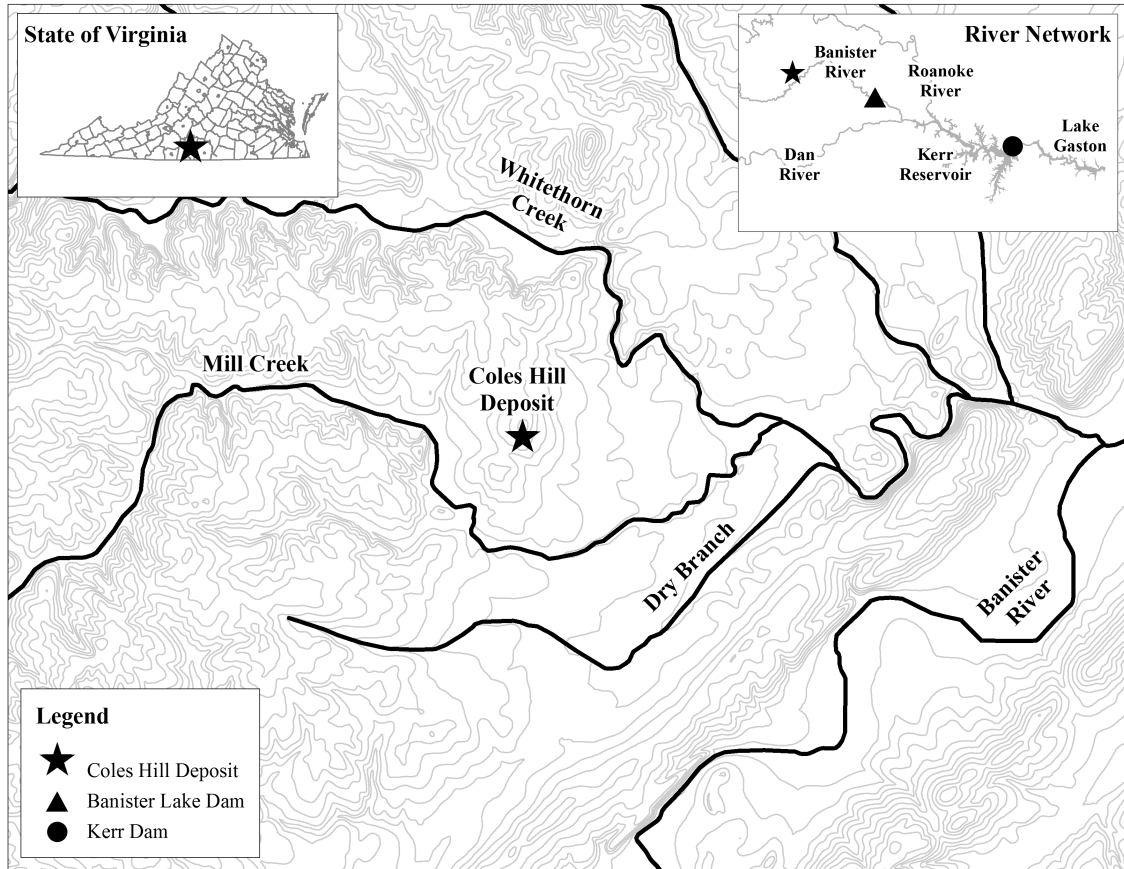 State of Virginia
River Network
Banister
River
Roanoke
River
Lake
Gaston
Dan
River
Kerr
Reservoir
Whitethorn
Creek
Mill Creek
Coles Hill
Deposit
Dry Branch
Banister
River
Legend
Coles Hill Deposit
Banister Lake Dam
Kerr Dam